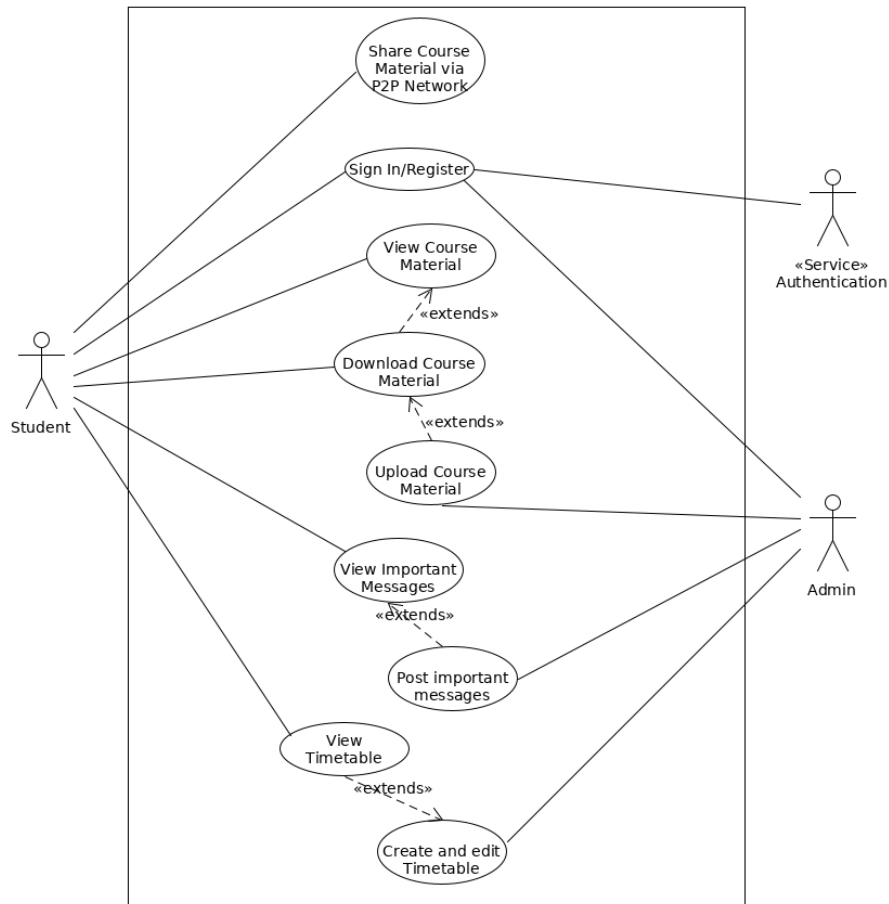 Share Course
Material via
P2P Network
Sign In/Register
«Service»
Authentication
View Course
Material
«extends»
Download Course
Material
Student
«extends»
Upload Course
Material
Admin
View Important
Messages
«extends»
Post important
messages
View
Timetable
«extends»
Create and edit
Timetable